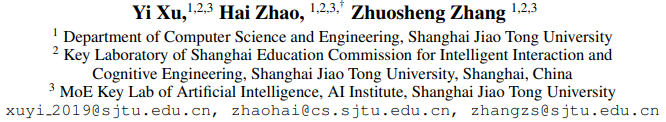 Yi Xu,1,2,3 Hai Zhao, 1,2,3,† Zhuosheng Zhang 1,2,3
1 Department of Computer Science and Engineering, Shanghai Jiao Tong University
2 Key Laboratory of Shanghai Education Commission for Intelligent Interaction and
Cognitive Engineering, Shanghai Jiao Tong University, Shanghai, China
3 MoE Key Lab of Artificial Intelligence, AI Institute, Shanghai Jiao Tong University
xuyi_2019@sjtu.edu.cn, zhaohai@cs.sjtu.edu.cn, zhangzs@sjtu.edu.cn